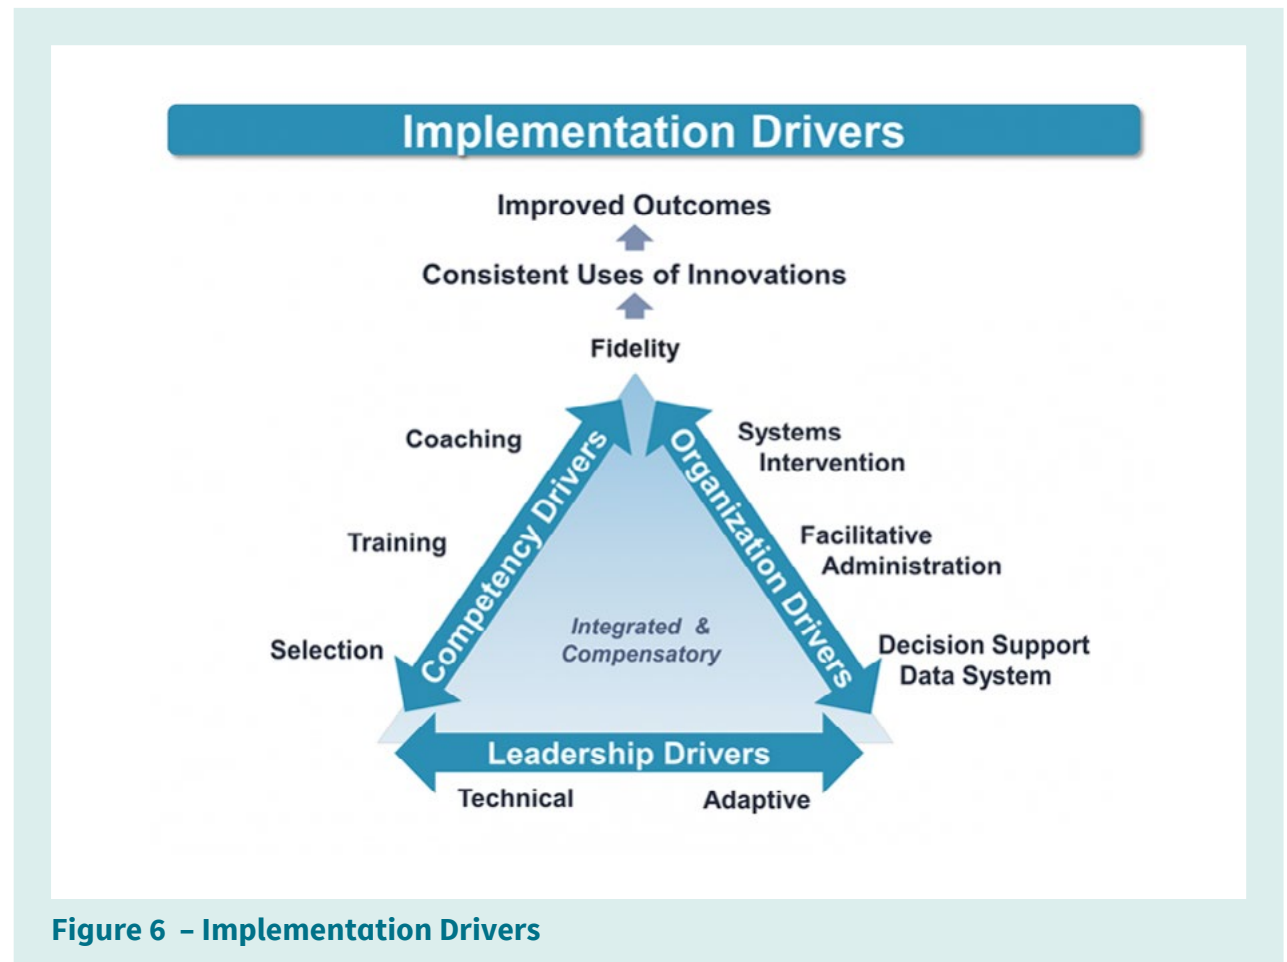 Implementation Drivers
Improved Outcomes
Consistent Uses of Innovations
Fidelity
Coaching
Training
Selection
Competency Drivers
Organization Drivers
Systems
Intervention
Facilitative
Administration
Decision Support
Data System
Integrated &
Compensatory
Leadership Drivers
Technical
Adaptive
Figure 6 – Implementation Drivers